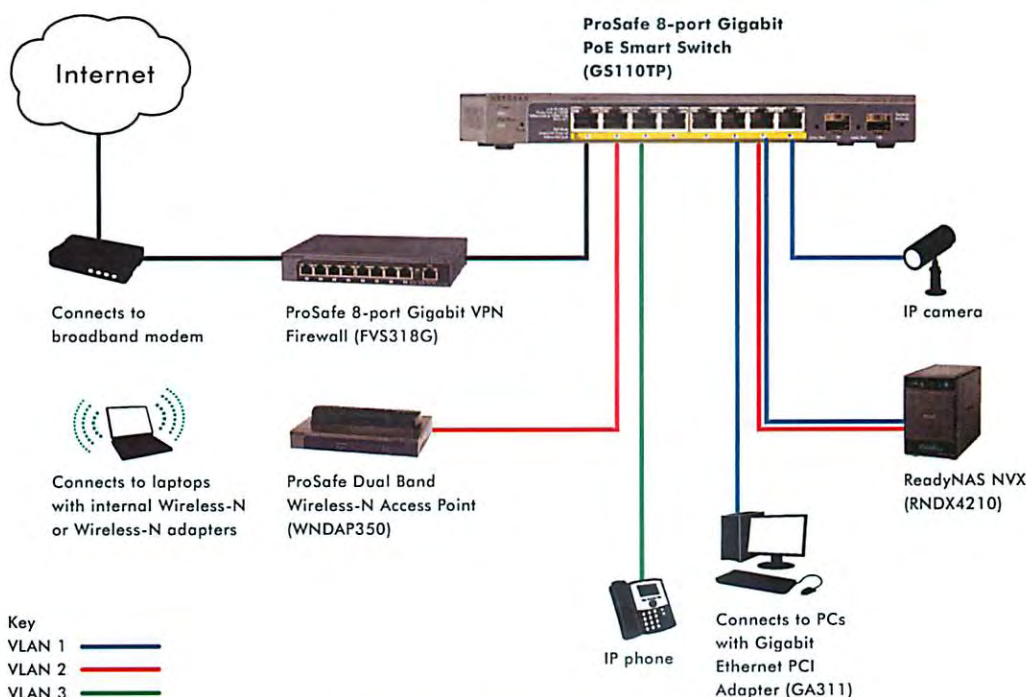 Internet
ProSafe 8-port Gigabit
PoE Smart Switch
(GS110TP)
NETGEAR
Connects to
broadband modem
ProSafe 8-port Gigabit VPN
Firewall (FVS318G)
IP camera
Connects to laptops
with internal Wireless-N
or Wireless-N adapters
ProSafe Dual Band
Wireless-N Access Point
(WNDAP350)
ReadyNAS NVX
(RNDX4210)
IP phone
Connects to PCs
with Gigabit
Ethernet PCI
Adapter (GA311)
Key
VLAN 1
VLAN 2
VLAN 3